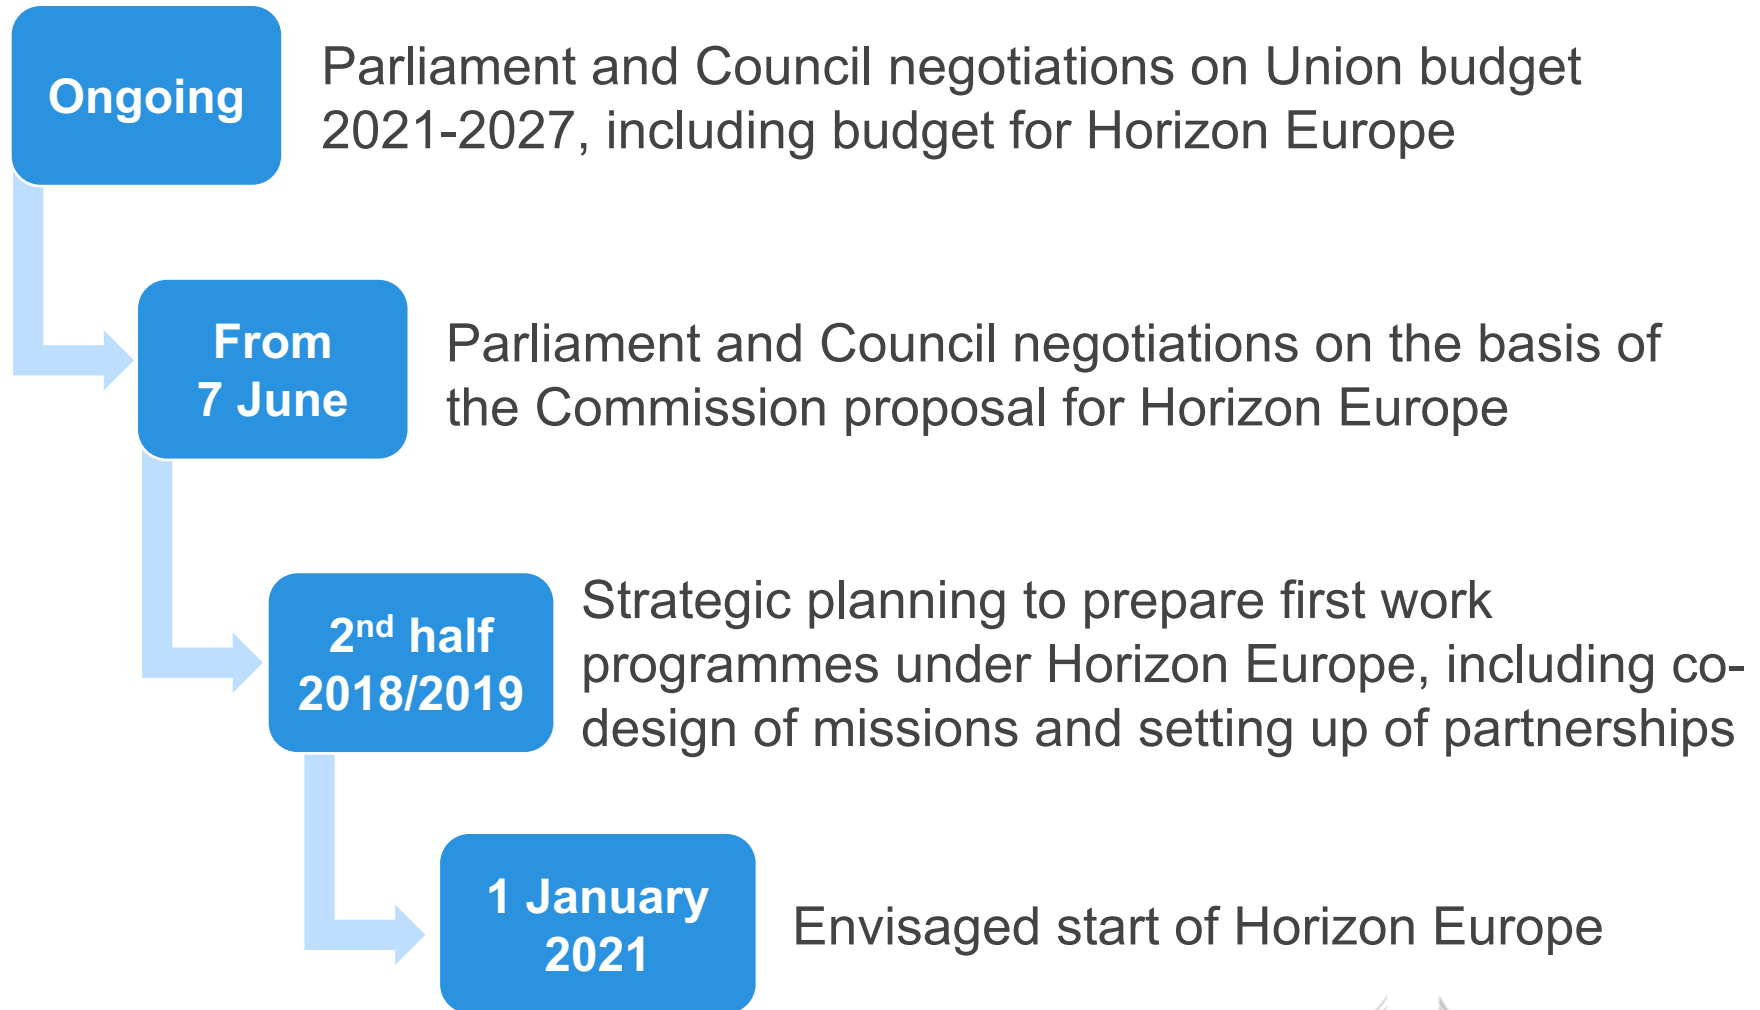 Ongoing
Parliament and Council negotiations on Union budget
2021-2027, including budget for Horizon Europe
From
7 June
Parliament and Council negotiations on the basis of
the Commission proposal for Horizon Europe
2nd half
2018/2019
Strategic planning to prepare first work
programmes under Horizon Europe, including co-
design of missions and setting up of partnerships
1 January
2021
Envisaged start of Horizon Europe